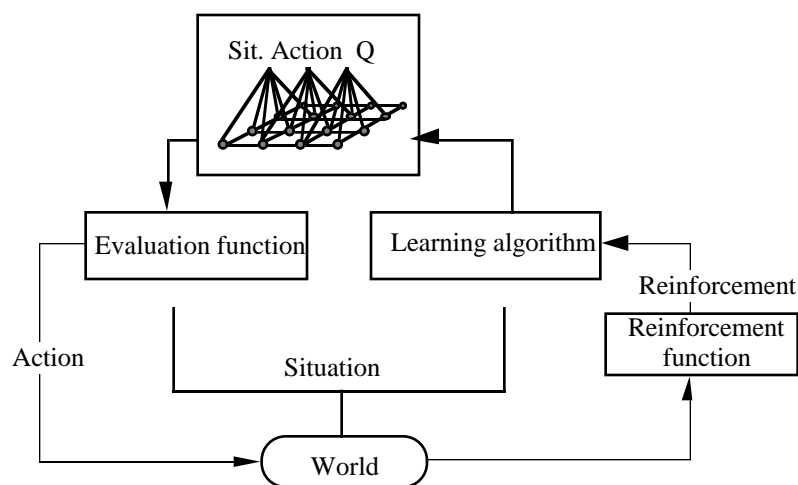 Sit. Action Q
Evaluation function
Learning algorithm
Reinforcement
Reinforcement
function
Action
Situation
World